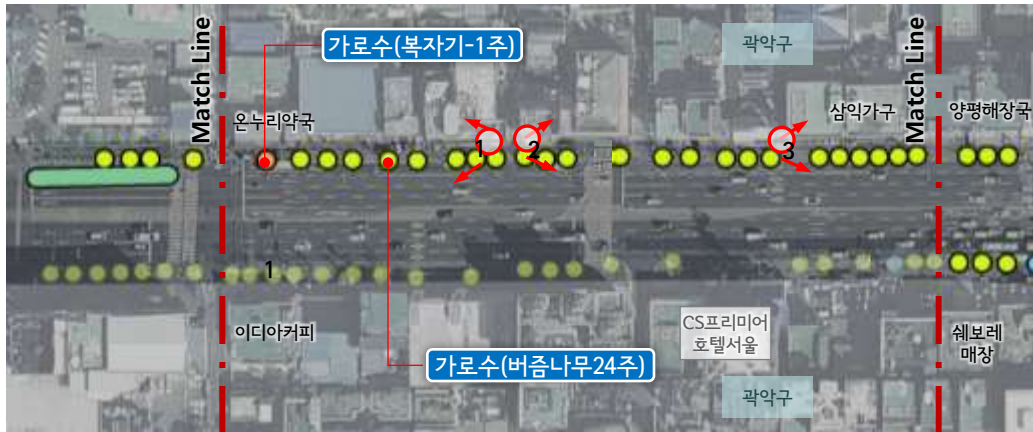 가로수(복자기-1주)
곽악구
Match Line
Match Line
온누리약국
삼익가구
양평해장국
1
2
3
1
이디아커피
CS프리미어
호텔서울
쉐보레
매장
가로수(버즘나무24주)
곽악구